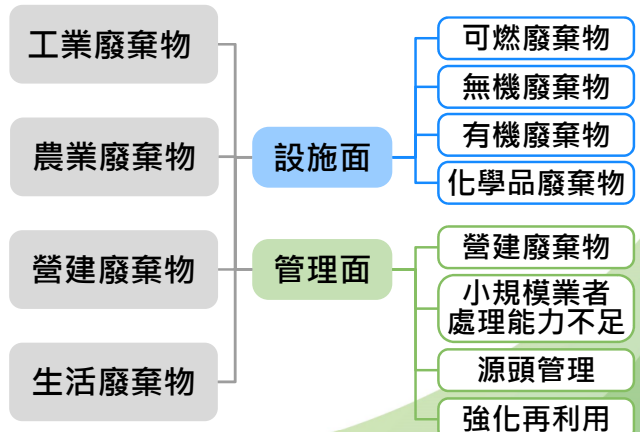 工業廢棄物
農業廢棄物
營建廢棄物
生活廢棄物
設施面
可燃廢棄物
無機廢棄物
有機廢棄物
化學品廢棄物
管理面
營建廢棄物
小規模業者
處理能力不足
源頭管理
強化再利用